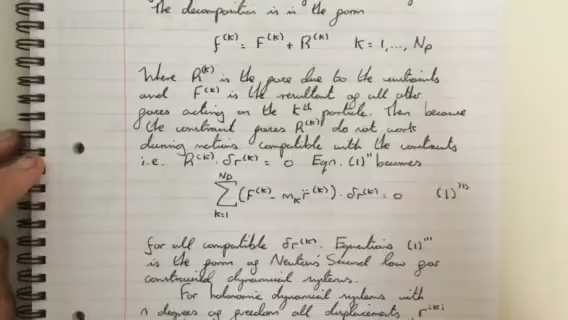 The decomposition is in the form
f^(k) = F^(k) + R^(k)   K = 1, ..., Np
Where R^(k) is the force due to the constraints
and F^(k) is the resultant of all other
forces acting on the Kth particle. Then because
the constraint forces R^(k) do not work
during motions compatible with the constraints
i.e. R^(k) . δr^(k) = 0 Eqn. (1)'' becomes
Np
∑ (F^(k) - m_k r̈^(k)) . δr^(k) = 0   (1)'''
K=1
for all compatible δr^(k). Equations (1)'''
is the form of Newton's Second law for
constrained dynamical systems.
For holonomic dynamical systems with
n degrees of freedom all displacements r^(k)